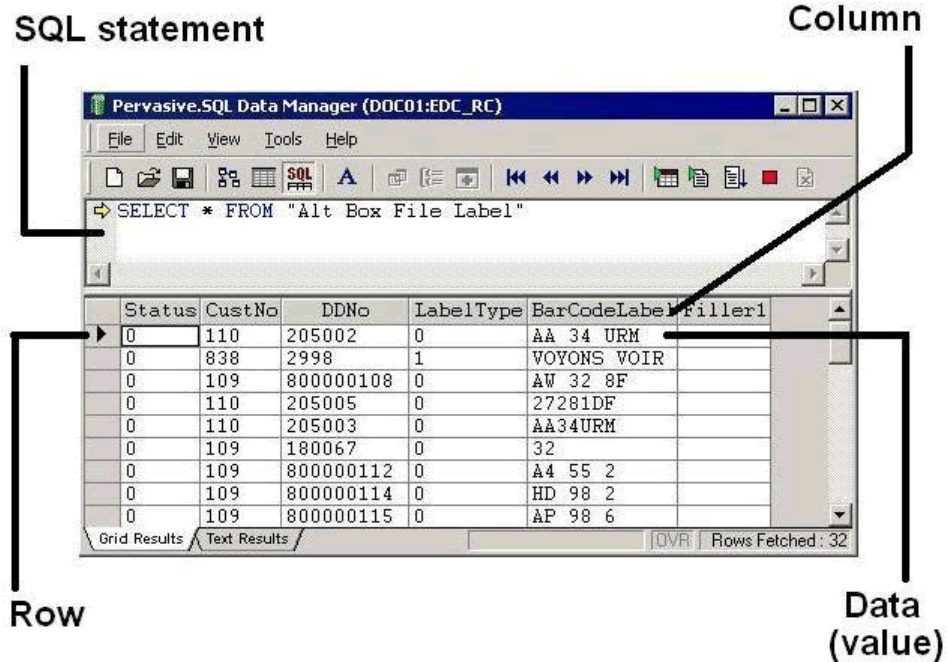 SQL statement
Column
Pervasive.SQL Data Manager (DOC01:EDC_RC)
File Edit View Tools Help
SQL A
SELECT * FROM "Alt Box File Label"
Status CustNo DDNo LabelType BarCodeLabel Filler1
0 110 205002 0 AA 34 URM
0 838 2998 1 VOYONS VOIR
0 109 800000108 0 AW 32 8F
0 110 205005 0 27281DF
0 110 205003 0 AA34URM
0 109 180067 0 32
0 109 800000112 0 A4 55 2
0 109 800000114 0 HD 98 2
0 109 800000115 0 AP 98 6
Grid Results Text Results OVR Rows Fetched : 32
Row
Data
(value)